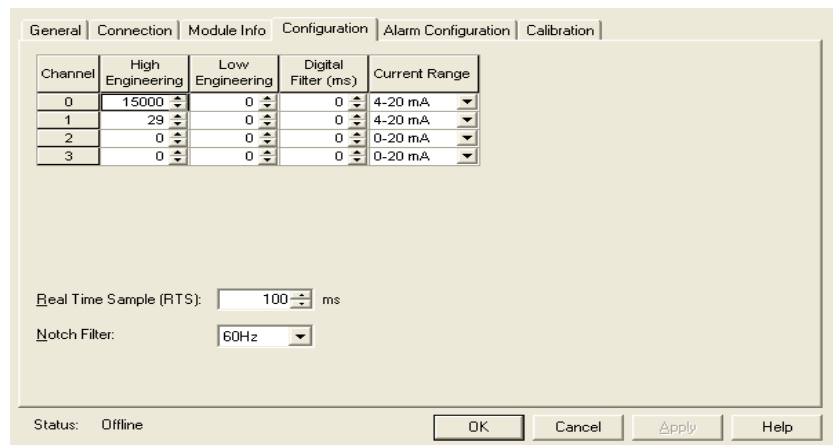 General Connection Module Info Configuration Alarm Configuration Calibration
Channel High Engineering Low Engineering Digital Filter (ms) Current Range
0 15000 0 0 4-20 mA
1 29 0 0 4-20 mA
2 0 0 0 0-20 mA
3 0 0 0 0-20 mA
Real Time Sample (RTS): 100 ms
Notch Filter: 60Hz
Status: Offline OK Cancel Apply Help